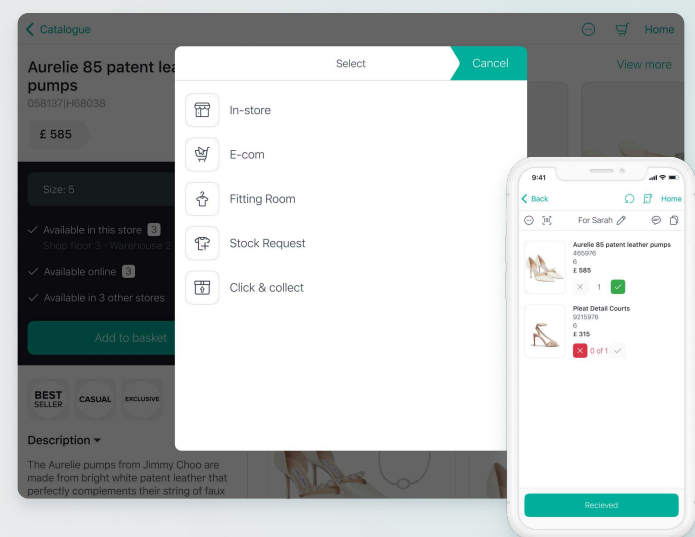 Catalogue
Home
Aurelie 85 patent lea
pumps
058137|H68038
£ 585
View more
Size: 5
Available in this store 3
Shop floor 3 · Warehouse 2
Available online 3
Available in 3 other stores
Add to basket
BEST
SELLER
CASUAL
EXCLUSIVE
Description
The Aurelie pumps from Jimmy Choo are
made from bright white patent leather that
perfectly complements their string of faux
Select
Cancel
In-store
E-com
Fitting Room
Stock Request
Click & collect
9:41
Back
Home
For Sarah
Aurelie 85 patent leather pumps
465976
6
£ 585
1
Pleat Detail Courts
9215976
6
£ 315
0 of 1
Recieved